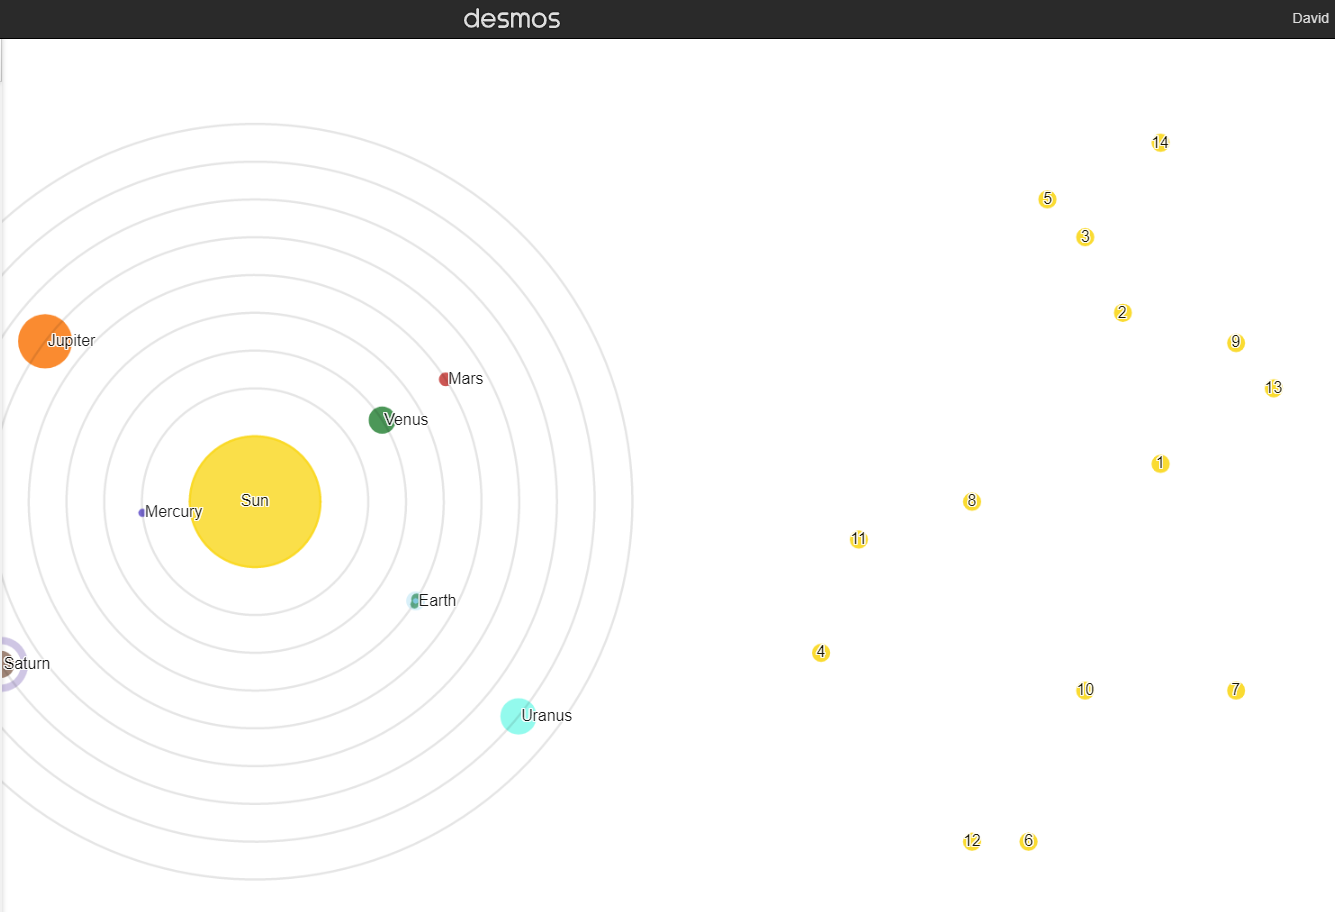 desmos
David
14
5
3
2
Jupiter
9
Mars
13
Venus
1
Sun
8
Mercury
11
Earth
4
Saturn
10
7
Uranus
12
6